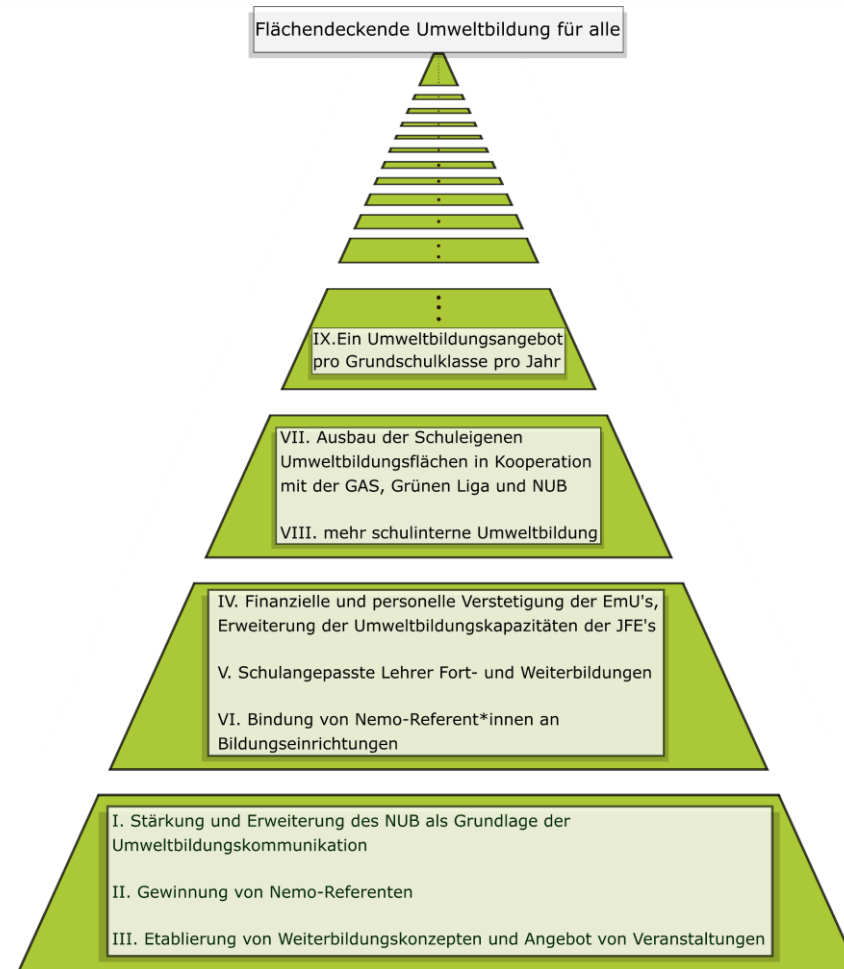 Flächendeckende Umweltbildung für alle
IX.Ein Umweltbildungsangebot
pro Grundschulklasse pro Jahr
VII. Ausbau der Schuleigenen
Umweltbildungsflächen in Kooperation
mit der GAS, Grünen Liga und NUB
VIII. mehr schulinterne Umweltbildung
IV. Finanzielle und personelle Verstetigung der EmU's,
Erweiterung der Umweltbildungskapazitäten der JFE's
V. Schulangepasste Lehrer Fort- und Weiterbildungen
VI. Bindung von Nemo-Referent*innen an
Bildungseinrichtungen
I. Stärkung und Erweiterung des NUB als Grundlage der
Umweltbildungskommunikation
II. Gewinnung von Nemo-Referenten
III. Etablierung von Weiterbildungskonzepten und Angebot von Veranstaltungen